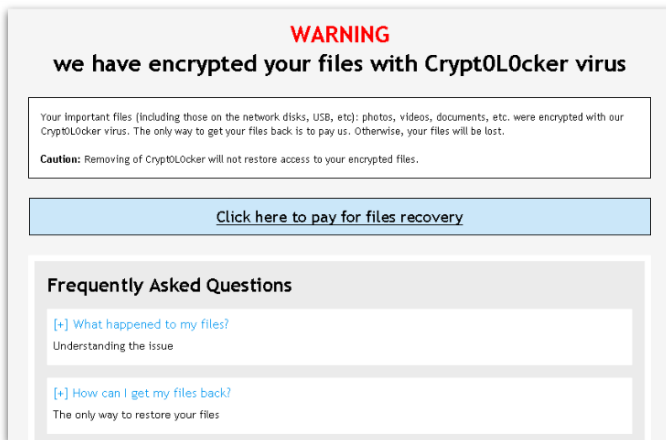 WARNING
we have encrypted your files with Crypt0L0cker virus
Your important files (including those on the network disks, USB, etc): photos, videos, documents, etc. were encrypted with our
Crypt0L0cker virus. The only way to get your files back is to pay us. Otherwise, your files will be lost.
Caution: Removing of Crypt0L0cker will not restore access to your encrypted files.
Click here to pay for files recovery
Frequently Asked Questions
[+] What happened to my files?
Understanding the issue
[+] How can I get my files back?
The only way to restore your files